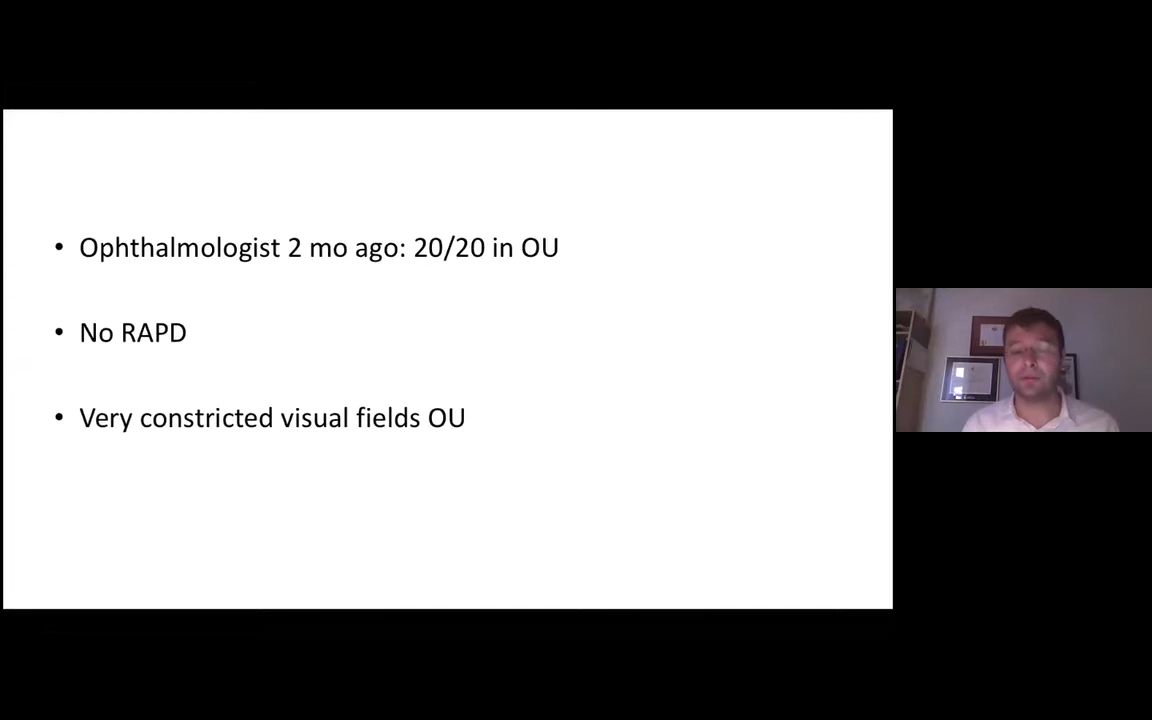 • Ophthalmologist 2 mo ago: 20/20 in OU
• No RAPD
• Very constricted visual fields OU